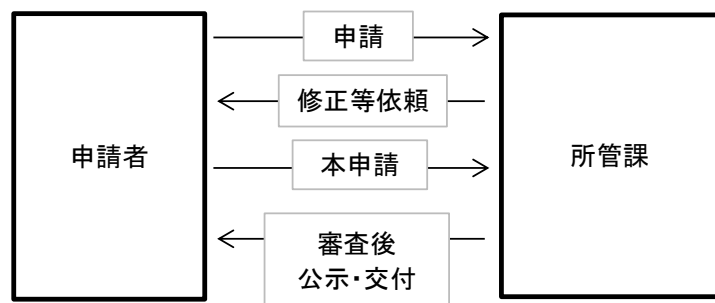 申請
修正等依頼
申請者
所管課
本申請
審査後
公示・交付